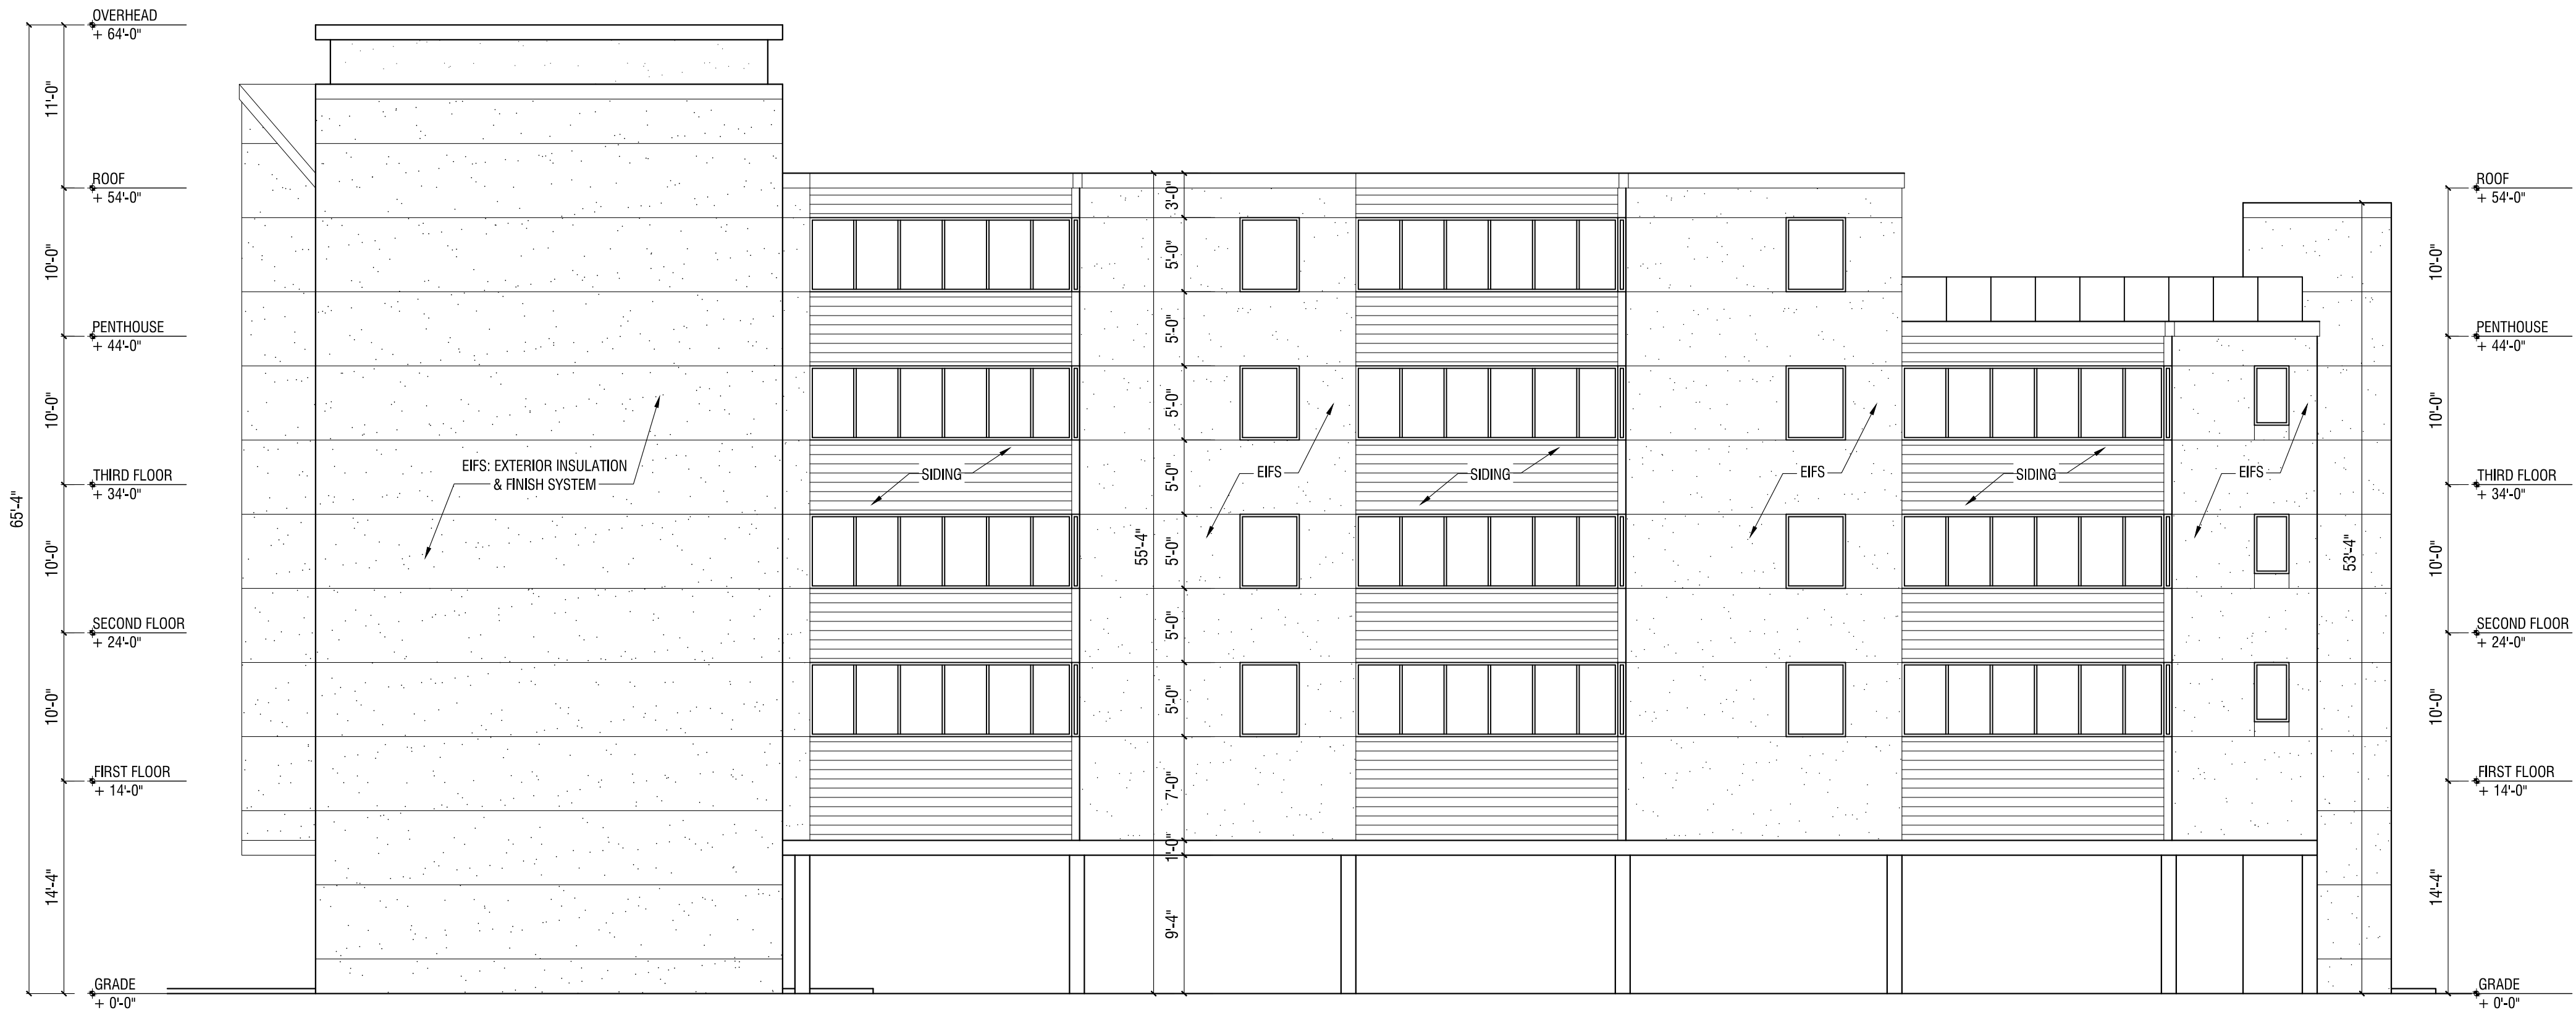 OVERHEAD
+ 64'-0"
11'-0"
ROOF
+ 54'-0"
10'-0"
PENTHOUSE
+ 44'-0"
10'-0"
THIRD FLOOR
+ 34'-0"
65'-4"
10'-0"
SECOND FLOOR
+ 24'-0"
10'-0"
FIRST FLOOR
+ 14'-0"
14'-4"
GRADE
+ 0'-0"
EIFS: EXTERIOR INSULATION
& FINISH SYSTEM
SIDING
55'-4"
3'-0"
5'-0"
5'-0"
5'-0"
5'-0"
5'-0"
5'-0"
5'-0"
7'-0"
1'-0"
9'-4"
EIFS
SIDING
EIFS
SIDING
EIFS
53'-4"
ROOF
+ 54'-0"
10'-0"
PENTHOUSE
+ 44'-0"
10'-0"
THIRD FLOOR
+ 34'-0"
10'-0"
SECOND FLOOR
+ 24'-0"
10'-0"
FIRST FLOOR
+ 14'-0"
14'-4"
GRADE
+ 0'-0"